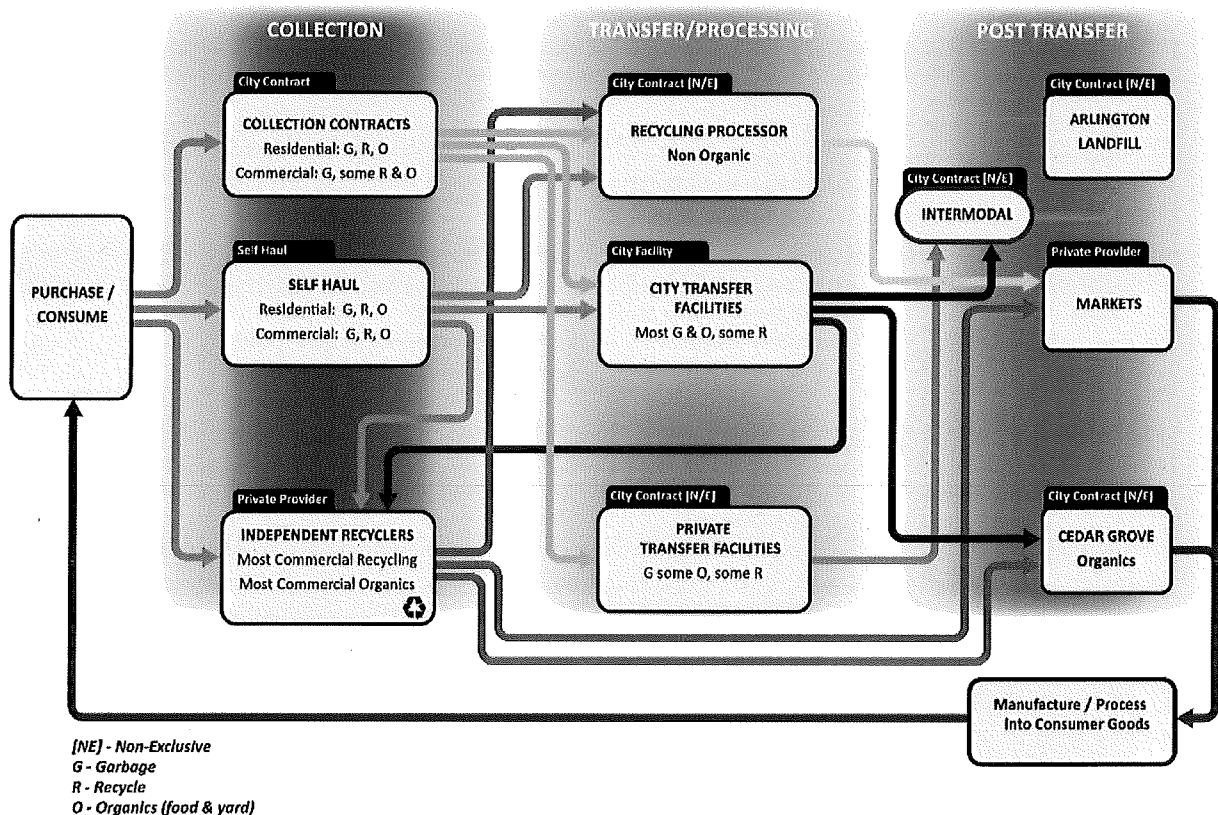 COLLECTION
TRANSFER/PROCESSING
POST TRANSFER
City Contract
COLLECTION CONTRACTS
Residential: G, R, O
Commercial: G, some R & O
City Contract [N/E]
RECYCLING PROCESSOR
Non Organic
City Contract [N/E]
ARLINGTON
LANDFILL
City Contract [N/E]
INTERMODAL
PURCHASE /
CONSUME
Self Haul
SELF HAUL
Residential: G, R, O
Commercial: G, R, O
City Facility
CITY TRANSFER
FACILITIES
Most G & O, some R
Private Provider
MARKETS
Private Provider
INDEPENDENT RECYCLERS
Most Commercial Recycling
Most Commercial Organics
City Contract [N/E]
PRIVATE
TRANSFER FACILITIES
G some O, some R
City Contract [N/E]
CEDAR GROVE
Organics
Manufacture / Process
Into Consumer Goods
[NE] - Non-Exclusive
G - Garbage
R - Recycle
O - Organics (food & yard)